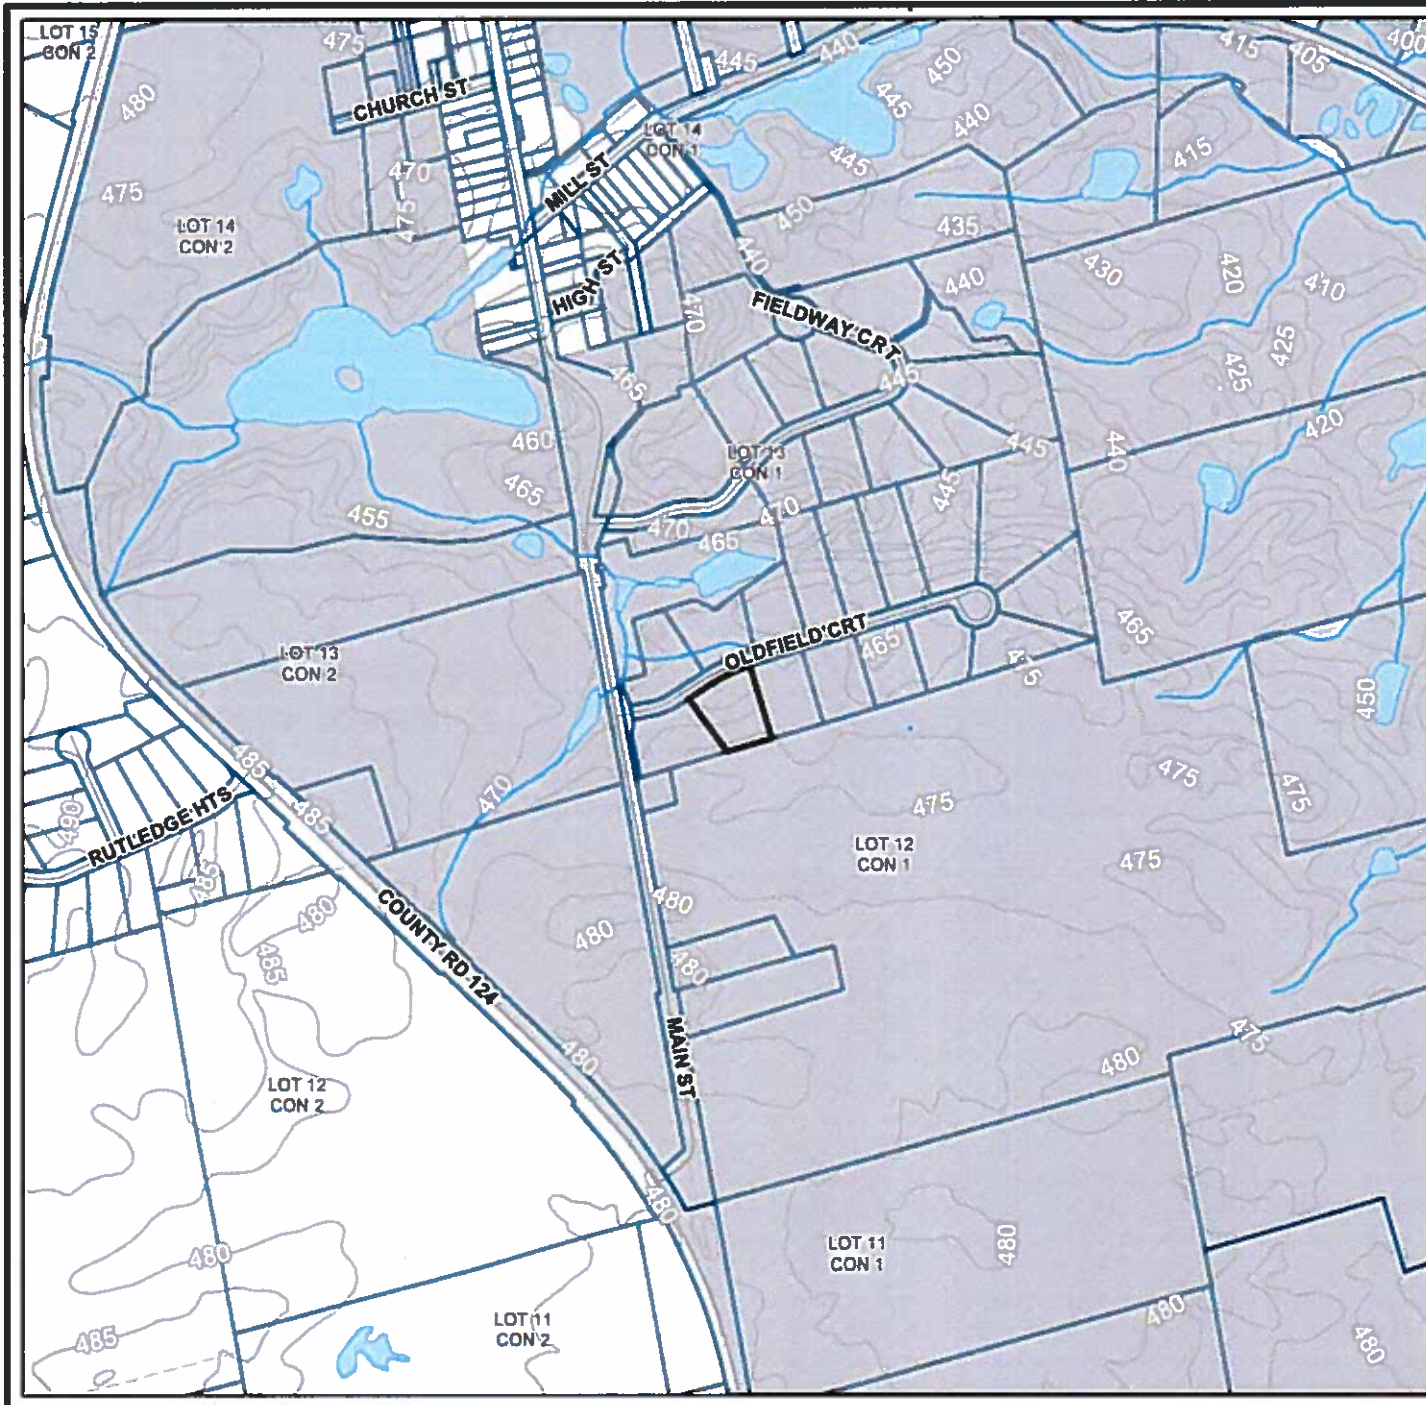 LOT 15
CON 2
475
445
440
450
415
405
400
480
CHURCH ST
445
440
LOT 14
CON 1
445
415
470
MILL ST
475
475
450
LOT 14
CON 2
435
440
430
420
410
440
HIGH ST
470
FIELDWAY CRT
425
425
465
445
420
460
LOT 13
CON 1
445
440
465
445
455
470
470
465
OLDFIELD CRT
465
465
LOT 13
CON 2
475
450
485
470
475
475
475
485
490
RUTLEDGE HTS
LOT 12
CON 1
475
485
480
480
COUNTY RD 124
480
485
480
475
480
480
MAIN ST
LOT 12
CON 2
480
480
LOT 11
CON 1
480
480
LOT 11
CON 2
485
480